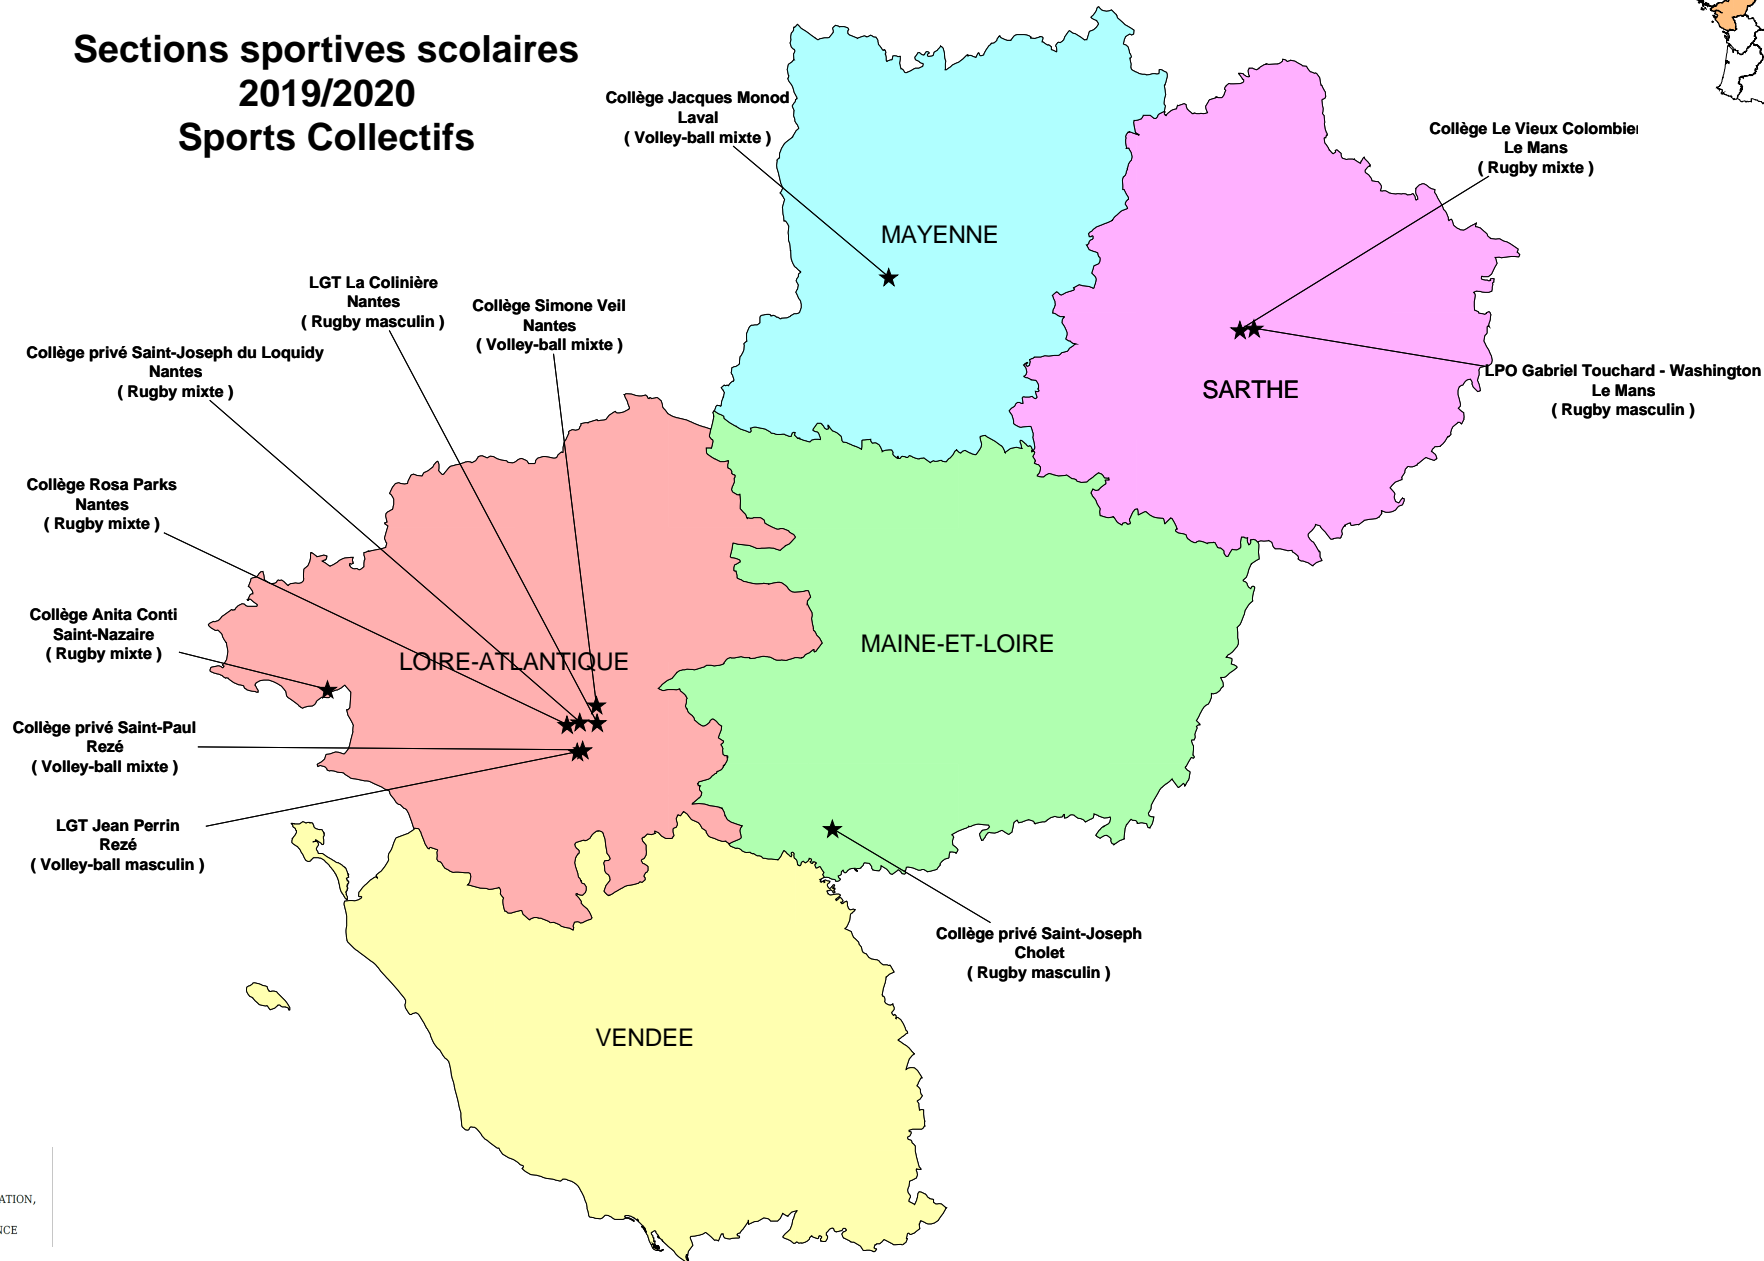 Sections sportives scolaires
2019/2020
Sports Collectifs
Collège Jacques Monod
Laval
( Volley-ball mixte )
Collège Le Vieux Colombier
Le Mans
( Rugby mixte )
MAYENNE
LGT La Colinière
Nantes
( Rugby masculin )
Collège Simone Veil
Nantes
( Volley-ball mixte )
Collège privé Saint-Joseph du Loquidy
Nantes
( Rugby mixte )
LPO Gabriel Touchard - Washington
Le Mans
( Rugby masculin )
SARTHE
Collège Rosa Parks
Nantes
( Rugby mixte )
Collège Anita Conti
Saint-Nazaire
( Rugby mixte )
LOIRE-ATLANTIQUE
MAINE-ET-LOIRE
Collège privé Saint-Paul
Rezé
( Volley-ball mixte )
LGT Jean Perrin
Rezé
( Volley-ball masculin )
Collège privé Saint-Joseph
Cholet
( Rugby masculin )
VENDEE